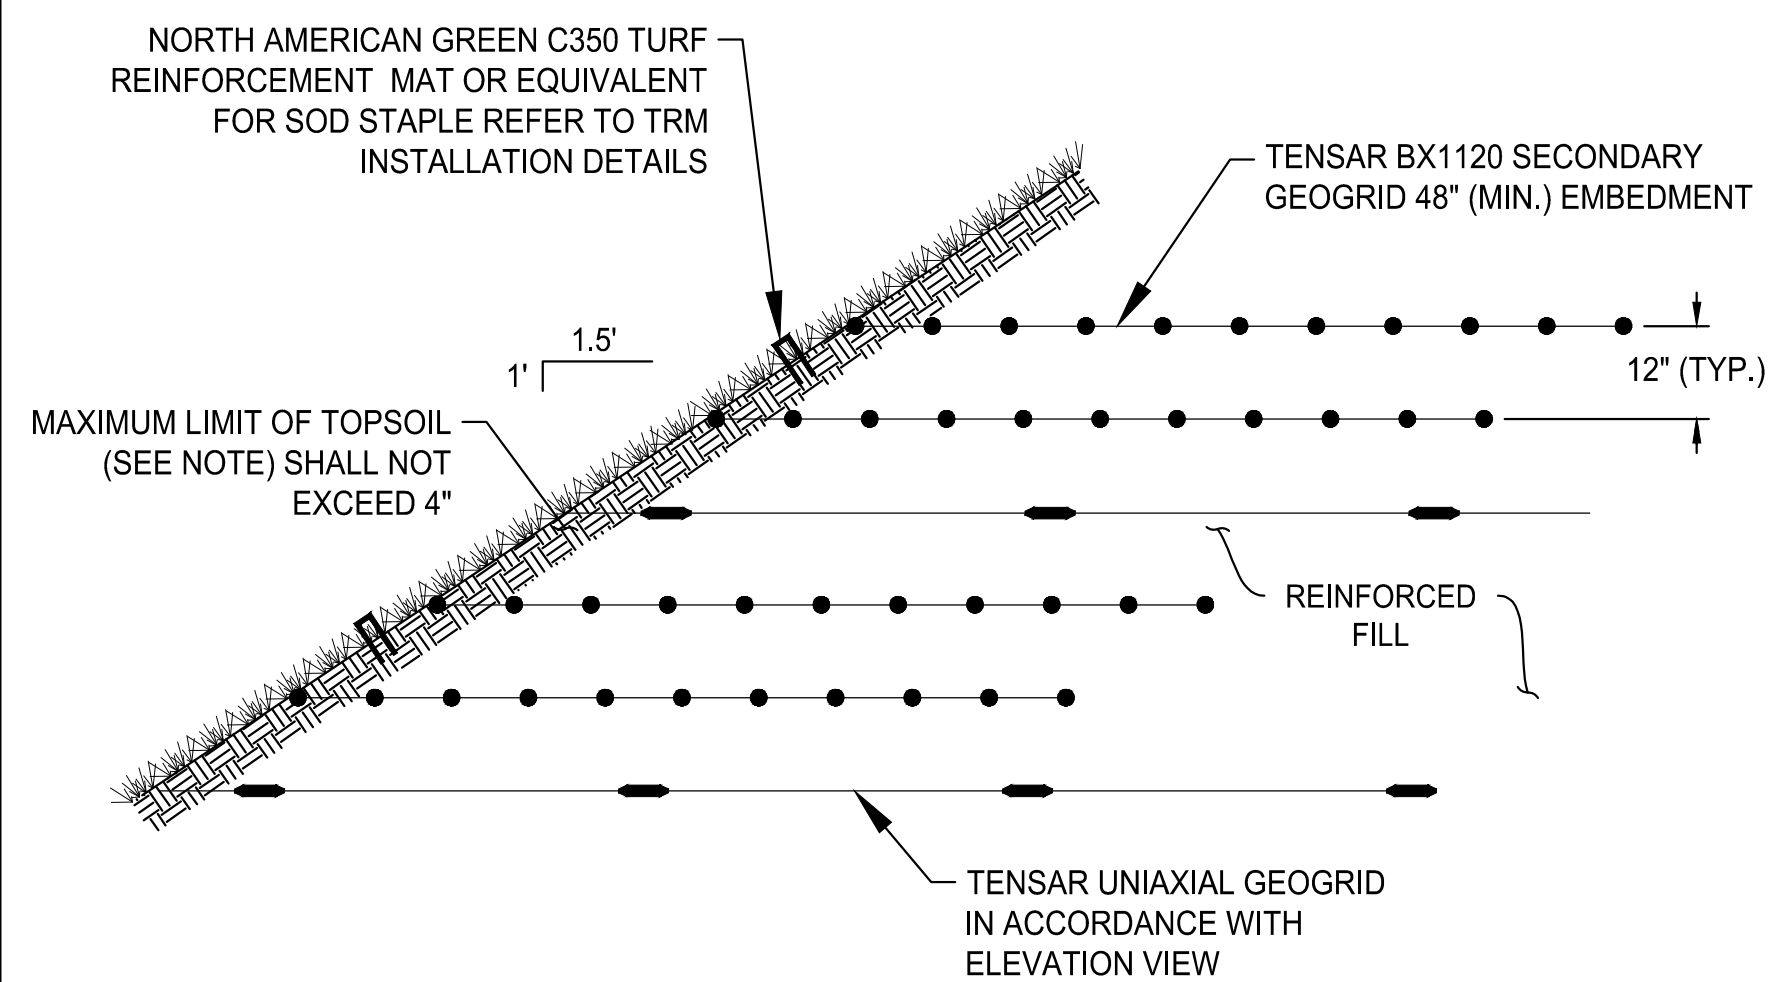 NORTH AMERICAN GREEN C350 TURF
REINFORCEMENT MAT OR EQUIVALENT
FOR SOD STAPLE REFER TO TRM
INSTALLATION DETAILS
TENSAR BX1120 SECONDARY
GEOGRID 48" (MIN.) EMBEDMENT
1.5'
1'
12" (TYP.)
MAXIMUM LIMIT OF TOPSOIL
(SEE NOTE) SHALL NOT
EXCEED 4"
REINFORCED
FILL
TENSAR UNIAXIAL GEOGRID
IN ACCORDANCE WITH
ELEVATION VIEW